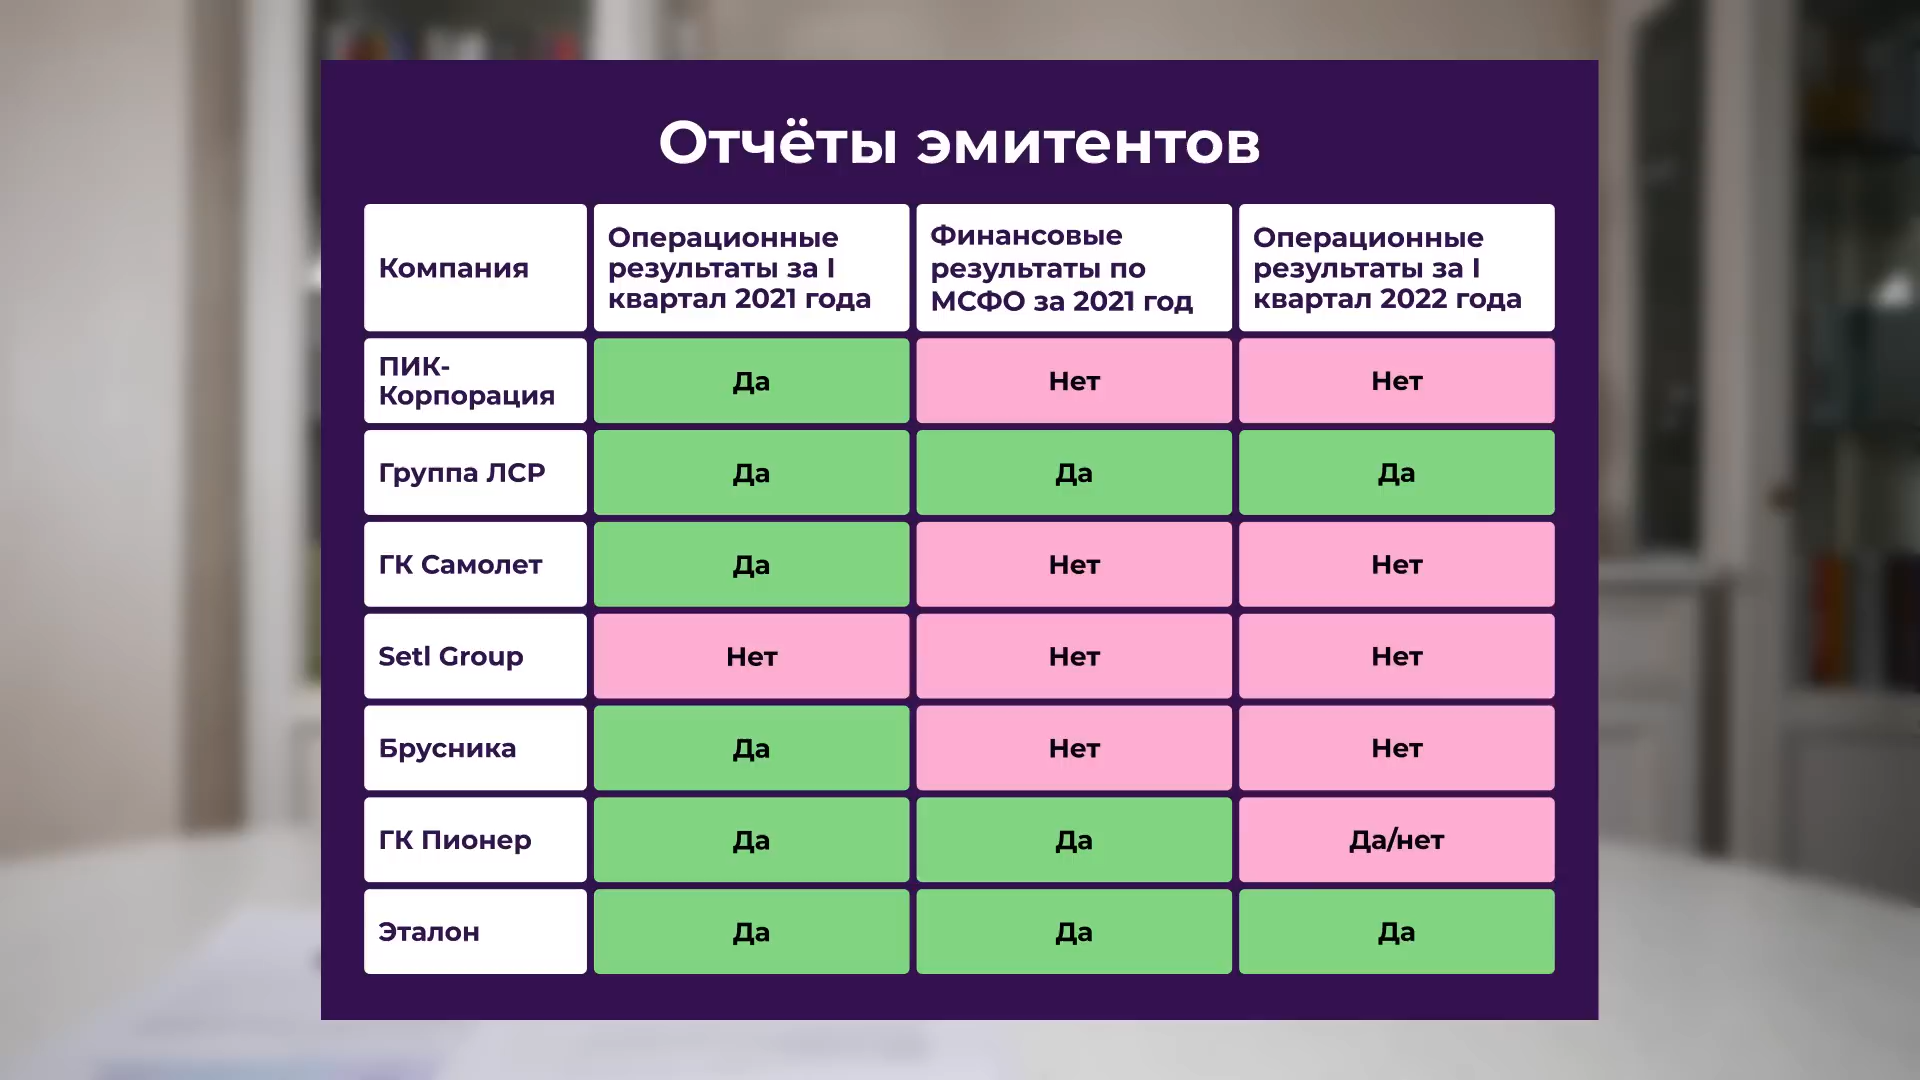 Отчёты эмитентов
Компания
Операционные
результаты за I
квартал 2021 года
Финансовые
результаты по
МСФО за 2021 год
Операционные
результаты за I
квартал 2022 года
ПИК-
Корпорация
Да
Нет
Нет
Группа ЛСР
Да
Да
Да
ГК Самолет
Да
Нет
Нет
Setl Group
Нет
Нет
Нет
Брусника
Да
Нет
Нет
ГК Пионер
Да
Да
Да/нет
Эталон
Да
Да
Да